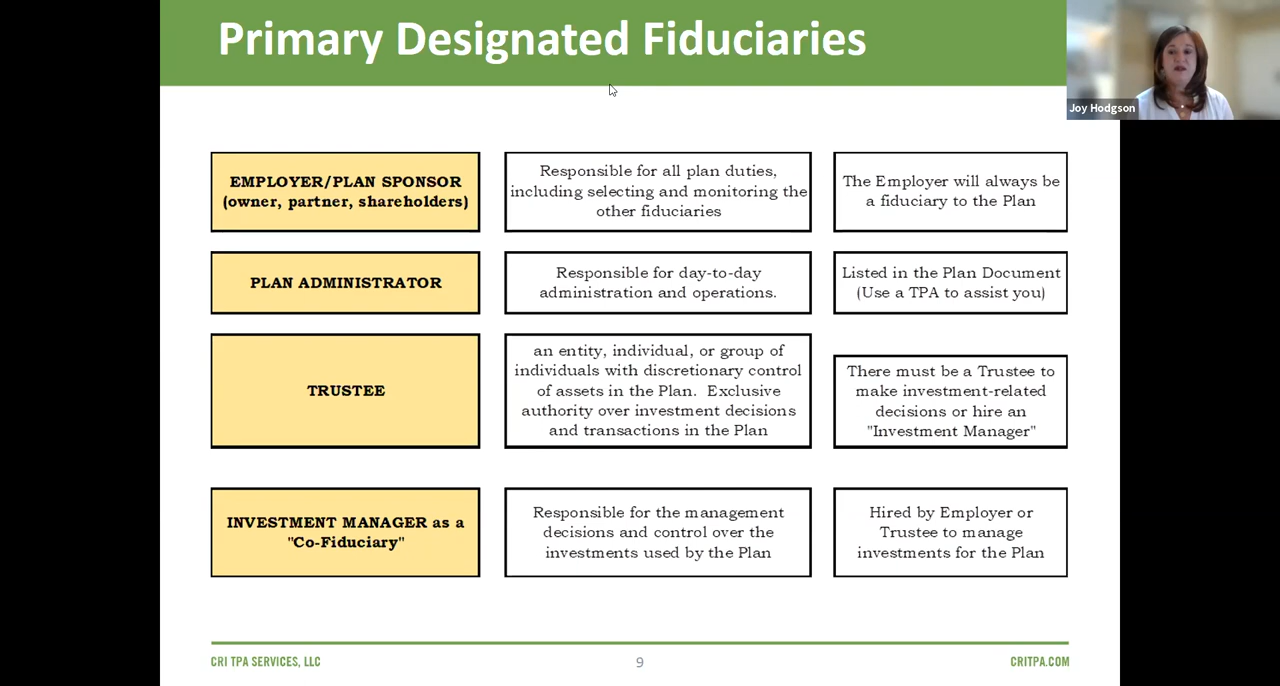 Primary Designated Fiduciaries
Joy Hodgson
EMPLOYER/PLAN SPONSOR
(owner, partner, shareholders)
Responsible for all plan duties,
including selecting and monitoring the
other fiduciaries
The Employer will always be
a fiduciary to the Plan
PLAN ADMINISTRATOR
Responsible for day-to-day
administration and operations.
Listed in the Plan Document
(Use a TPA to assist you)
TRUSTEE
an entity, individual, or group of
individuals with discretionary control
of assets in the Plan. Exclusive
authority over investment decisions
and transactions in the Plan
There must be a Trustee to
make investment-related
decisions or hire an
"Investment Manager"
INVESTMENT MANAGER as a
"Co-Fiduciary"
Responsible for the management
decisions and control over the
investments used by the Plan
Hired by Employer or
Trustee to manage
investments for the Plan
CRI TPA SERVICES, LLC
9
CRITPA.COM